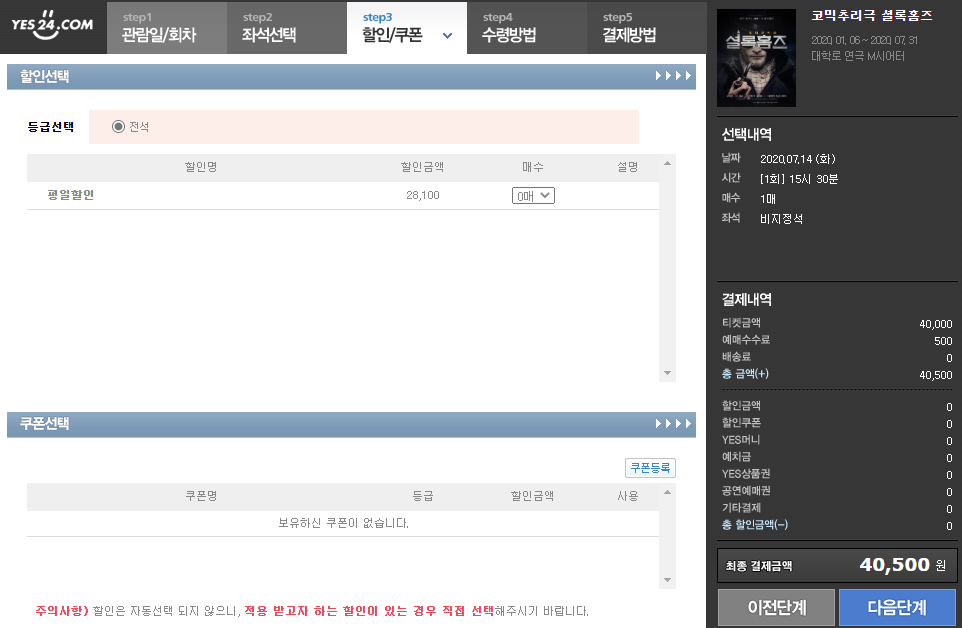 YES24.COM
step1
관람일/회차
step2
좌석선택
step3
할인/쿠폰
step4
수령방법
step5
결제방법
할인선택
등급선택 전석
할인명 할인금액 매수 설명
평일할인 28,100 0매
쿠폰선택
쿠폰등록
쿠폰명 등급 할인금액 사용
보유하신 쿠폰이 없습니다.
주의사항) 할인은 자동선택 되지 않으니, 적용 받고자 하는 할인이 있는 경우 직접 선택해주시기 바랍니다.
셜록홈즈
코믹추리극 셜록홈즈
2020. 01. 06 ~ 2020. 07. 31
대학로 연극 M시어터
선택내역
날짜 2020.07.14 (화)
시간 [1회] 15시 30분
매수 1매
좌석 비지정석
결제내역
티켓금액 40,000
예매수수료 500
배송료 0
총 금액(+) 40,500
할인금액 0
할인쿠폰 0
YES머니 0
예치금 0
YES상품권 0
공연예매권 0
기타결제 0
총 할인금액(-) 0
최종 결제금액 40,500 원
이전단계 다음단계